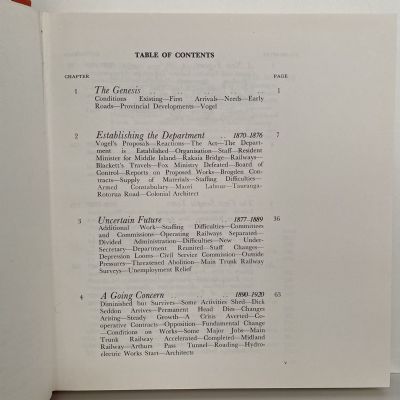 TABLE OF CONTENTS
CHAPTER PAGE
1 The Genesis .. .. .. .. .. 1
Conditions Existing—First Arrivals—Needs—Early
Roads—Provincial Developments—Vogel
2 Establishing the Department .. 1870-1876 7
Vogel's Proposals—Reactions—The Act—The Depart-
ment is Established—Organisation—Staff—Resident
Minister for Middle Island—Rakaia Bridge—Railways—
Blackett's Travels—Fox Ministry Defeated—Board of
Control—Reports on Proposed Works—Brogden Con-
tracts—Supply of Materials—Staffing Difficulties—
Armed Constabulary—Maori Labour—Tauranga-
Rotorua Road—Colonial Architect
3 Uncertain Future .. .. 1877-1889 36
Additional Work—Staffing Difficulties—Committees
and Commissions—Operating Railways Separated—
Divided Administration—Difficulties—New Under-
Secretary—Department Reunited—Staff Changes—
Depression Looms—Civil Service Commission—Outside
Pressures—Threatened Abolition—Main Trunk Railway
Surveys—Unemployment Relief
4 A Going Concern .. .. 1890-1920 63
Diminished but Survives—Some Activities Shed—Dick
Seddon Arrives—Permanent Head Dies—Changes
Arising—Steady Growth—A Crisis Averted—Co-
operative Contracts—Opposition—Fundamental Change
—Conditions on Works—Some Major Jobs—Main
Trunk Railway Accelerated—Completed—Midland
Railway—Arthurs Pass Tunnel—Roading—Hydro-
electric Works Start—Architects
v